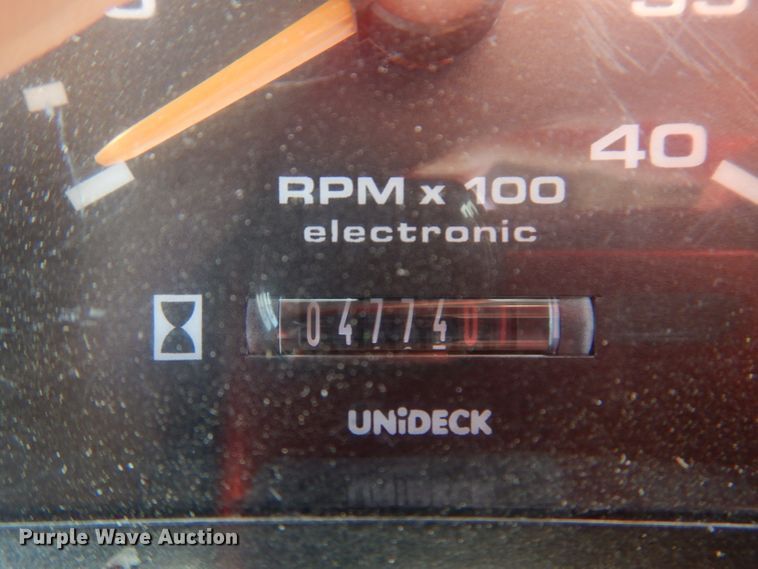 40
RPM x 100
electronic
04774
UNiDECK
Purple Wave Auction